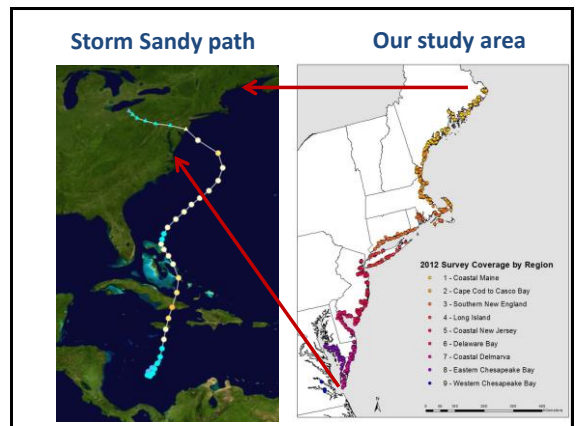 Storm Sandy path
Our study area
2012 Survey Coverage by Region
1 - Coastal Maine
2 - Cape Cod to Casco Bay
3 - Southern New England
4 - Long Island
5 - Coastal New Jersey
6 - Delaware Bay
7 - Coastal Delmarva
8 - Eastern Chesapeake Bay
9 - Western Chesapeake Bay
N